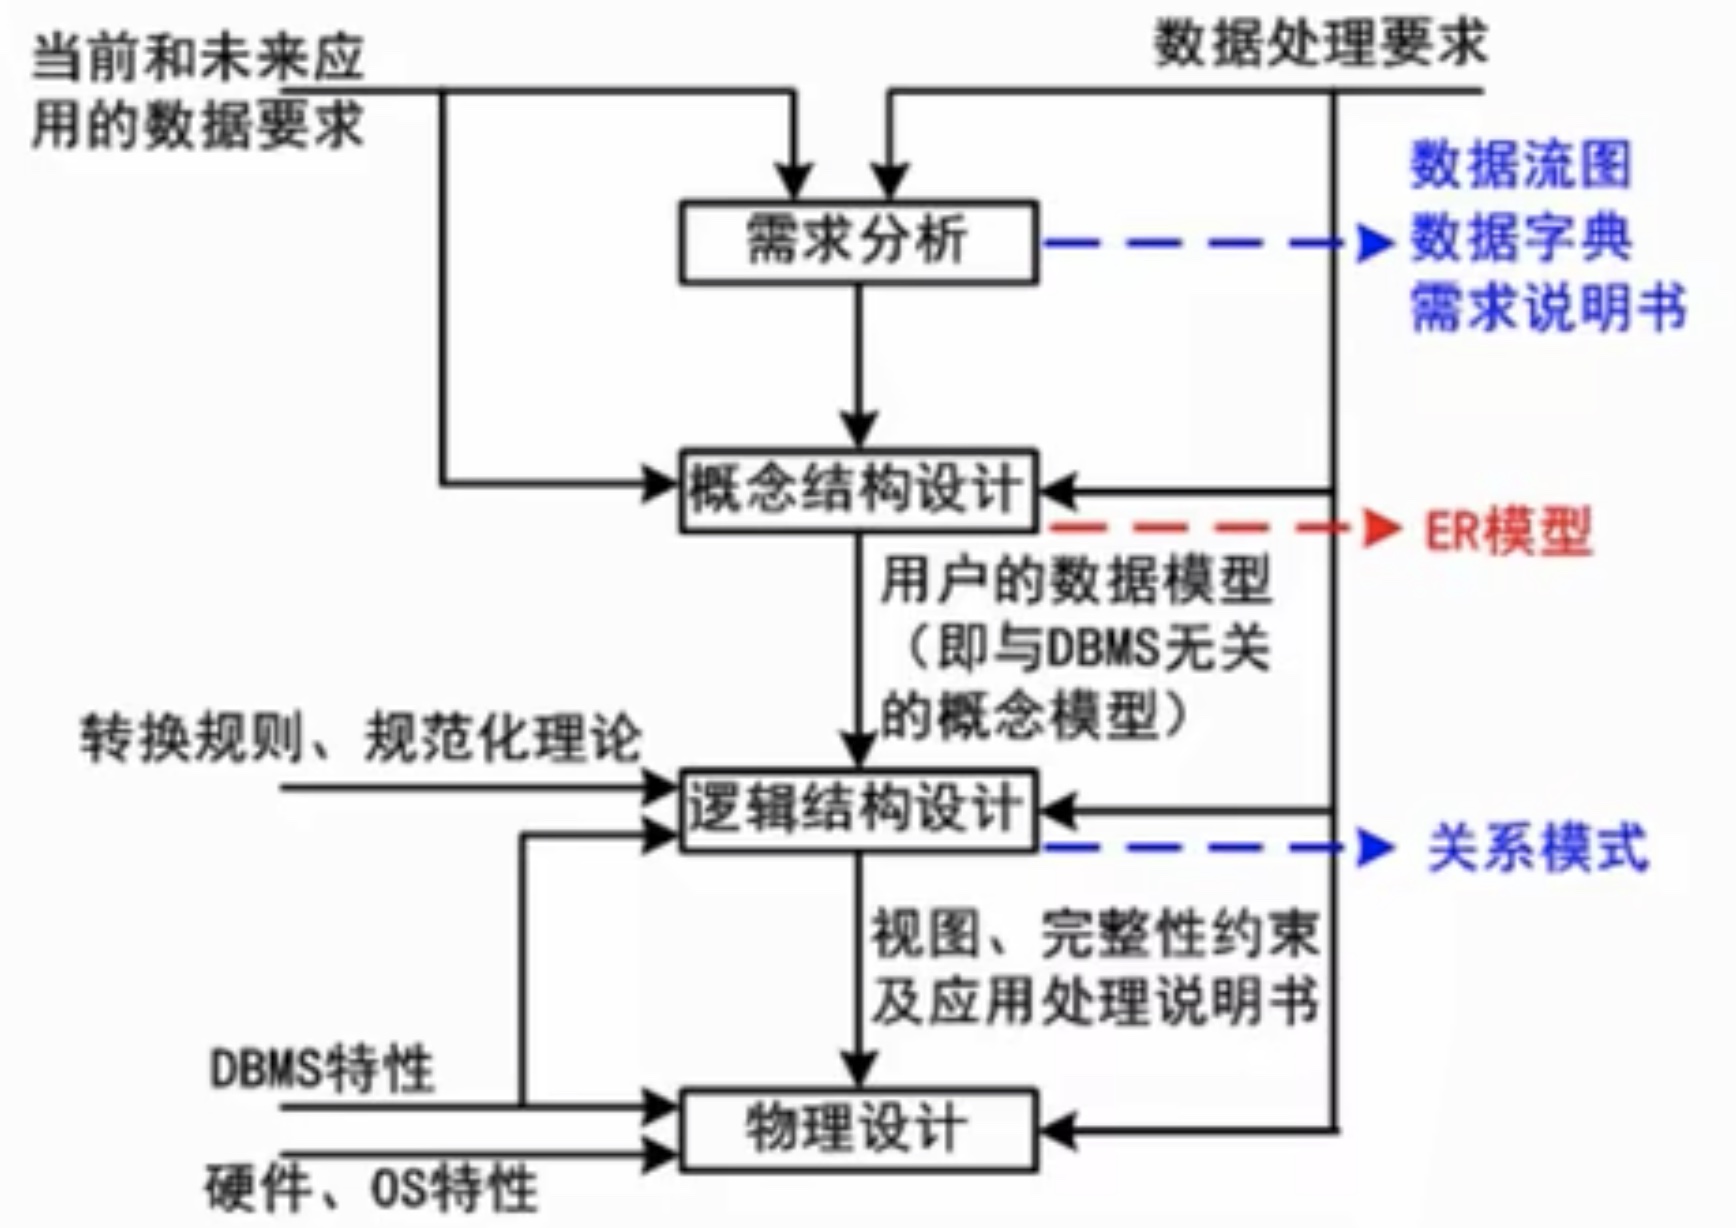 当前和未来应
用的数据要求
数据处理要求
数据流图
需求分析
数据字典
需求说明书
概念结构设计
ER模型
用户的数据模型
（即与DBMS无关
的概念模型）
转换规则、规范化理论
逻辑结构设计
关系模式
视图、完整性约束
及应用处理说明书
DBMS特性
物理设计
硬件、OS特性